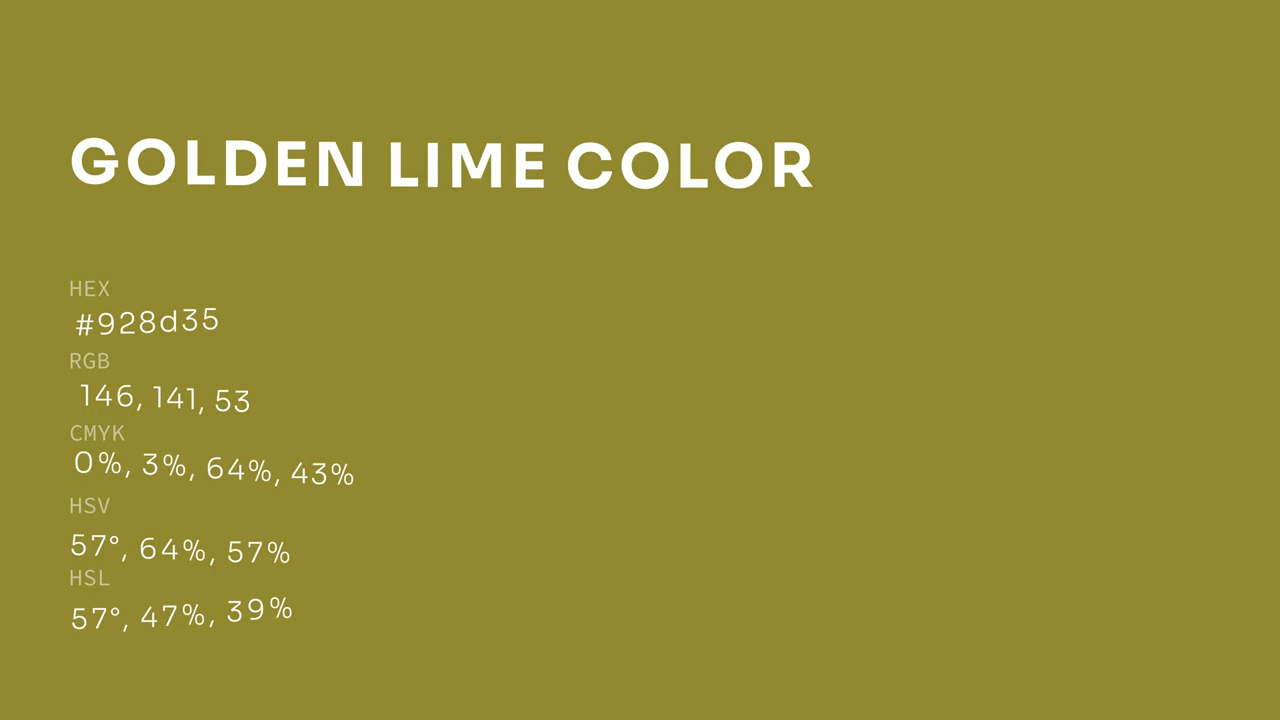 GOLDEN LIME COLOR
HEX
#928d35
RGB
146, 141, 53
CMYK
0%, 3%, 64%, 43%
HSV
57°, 64%, 57%
HSL
57°, 47%, 39%